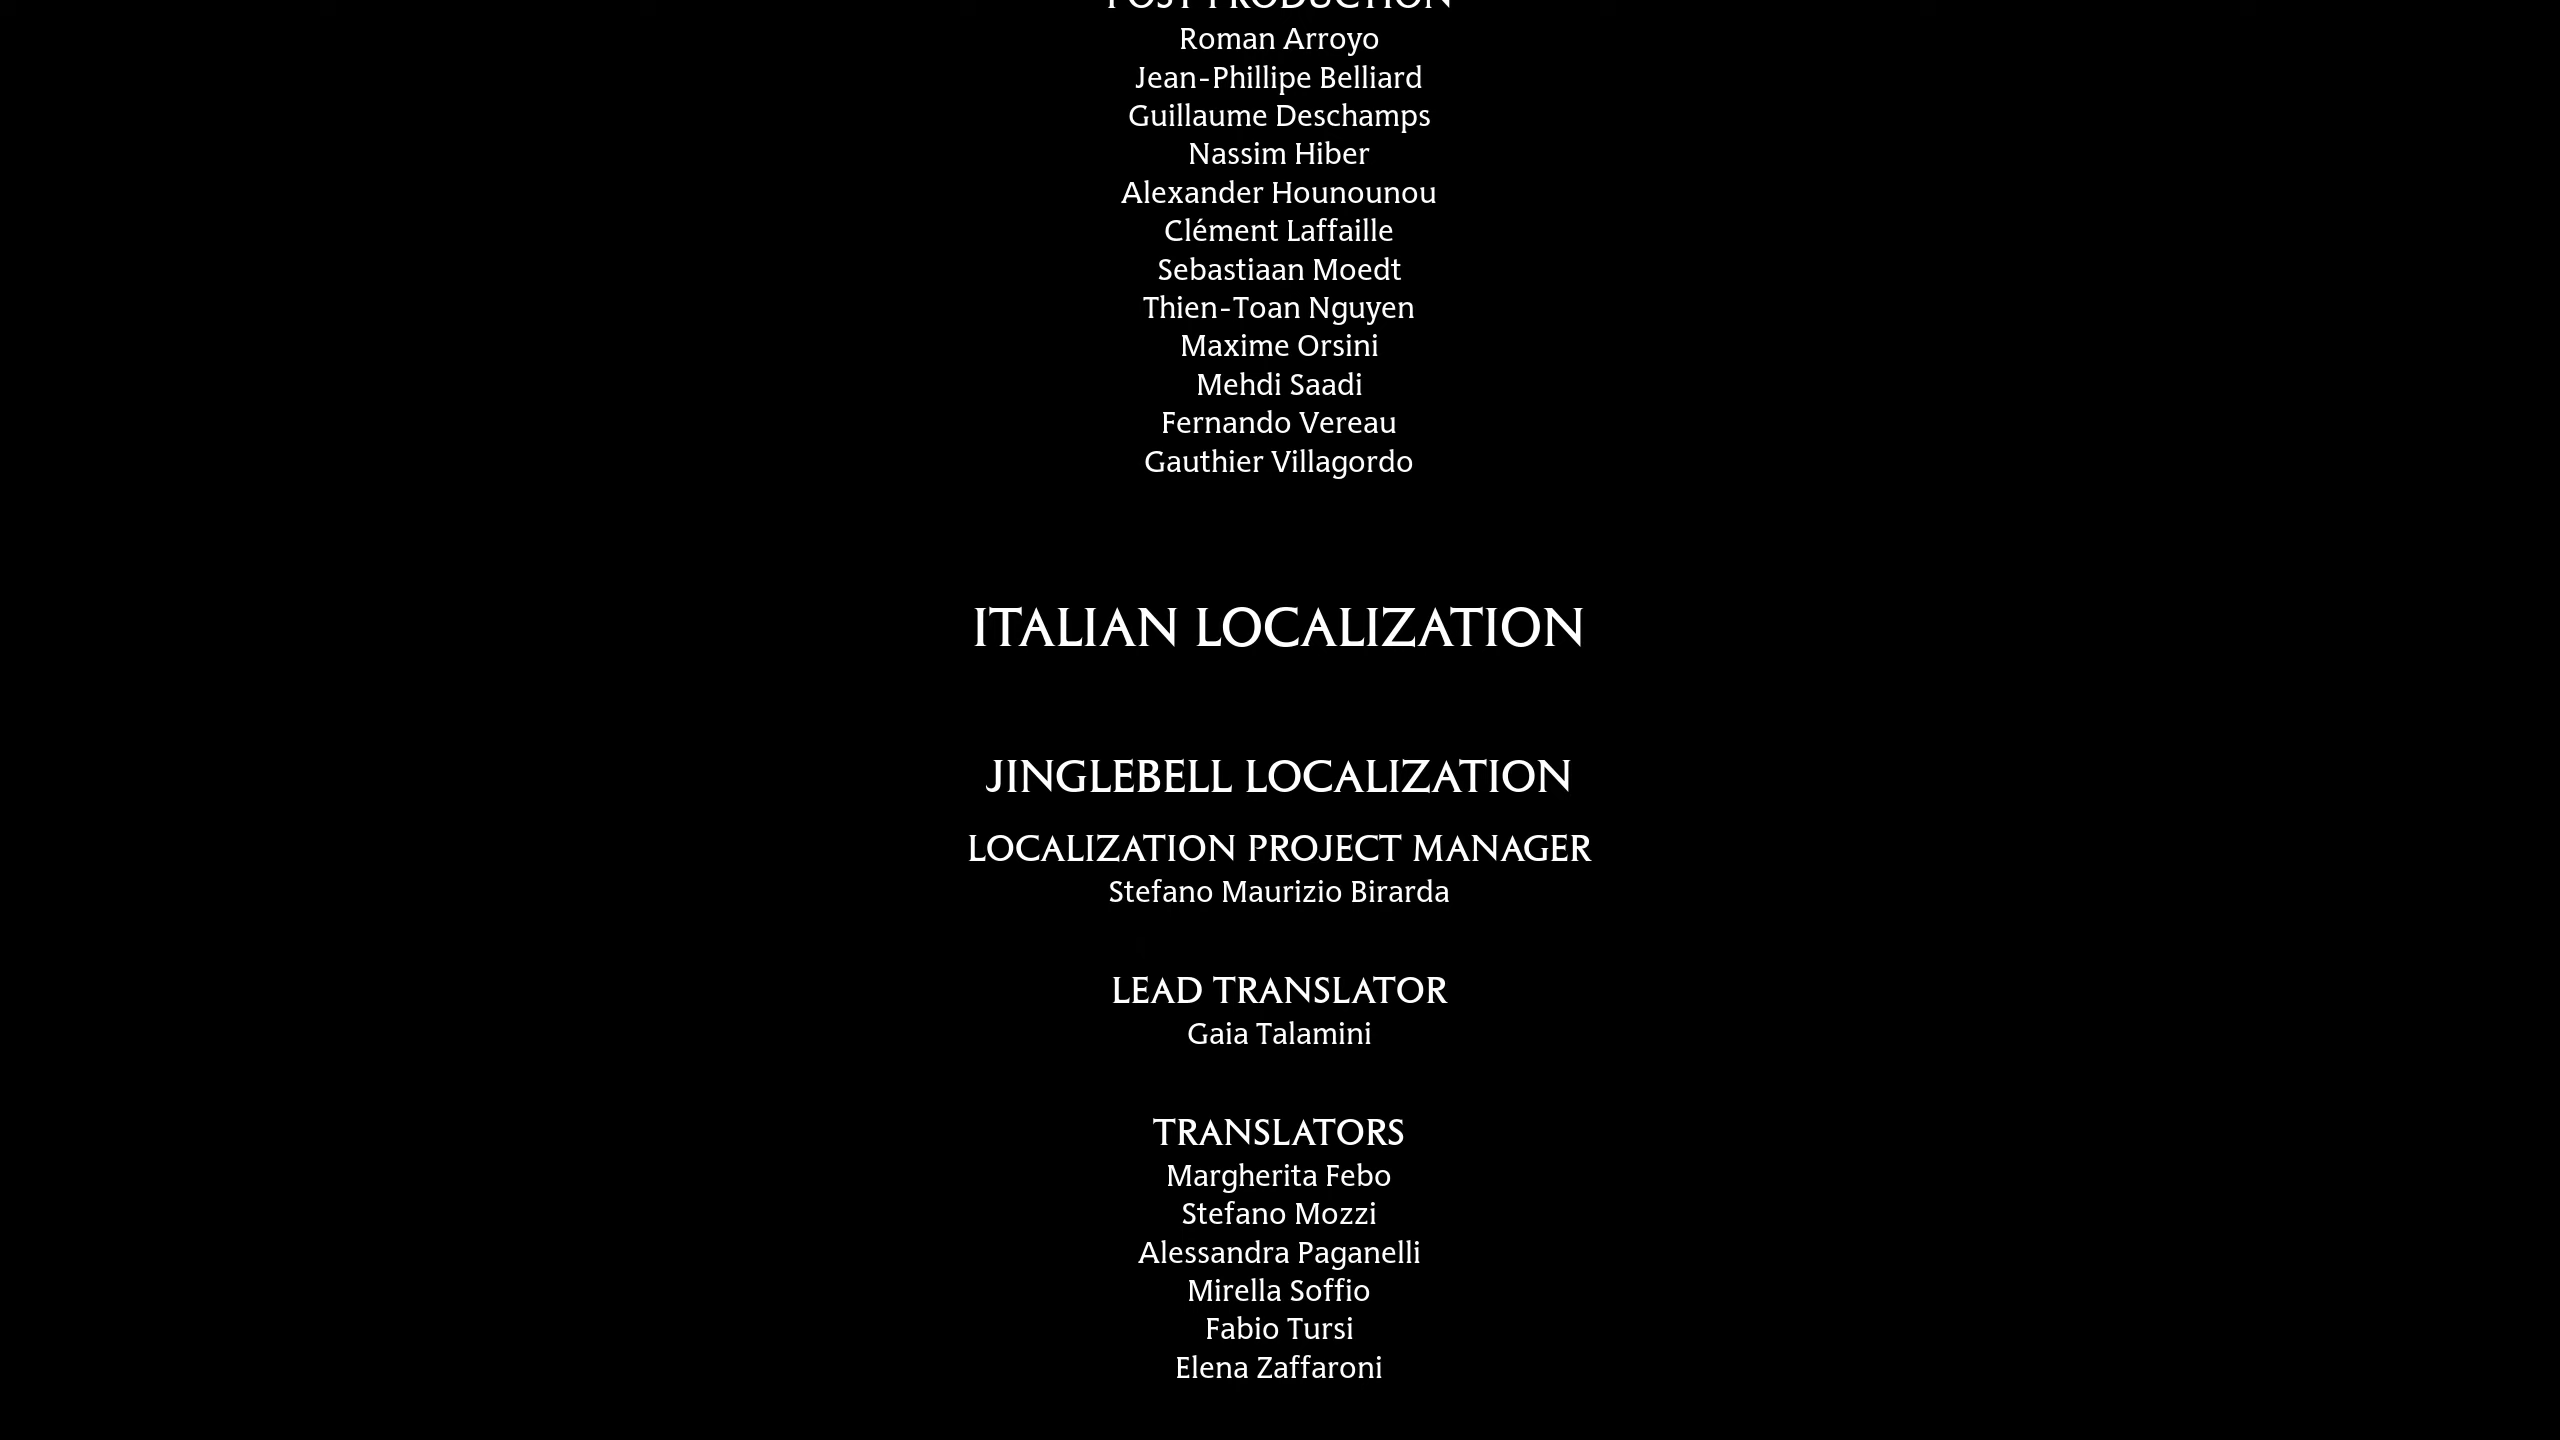 POST PRODUCTION
Roman Arroyo
Jean-Phillipe Belliard
Guillaume Deschamps
Nassim Hiber
Alexander Hounounou
Clément Laffaille
Sebastiaan Moedt
Thien-Toan Nguyen
Maxime Orsini
Mehdi Saadi
Fernando Vereau
Gauthier Villagordo
ITALIAN LOCALIZATION
JINGLEBELL LOCALIZATION
LOCALIZATION PROJECT MANAGER
Stefano Maurizio Birarda
LEAD TRANSLATOR
Gaia Talamini
TRANSLATORS
Margherita Febo
Stefano Mozzi
Alessandra Paganelli
Mirella Soffio
Fabio Tursi
Elena Zaffaroni